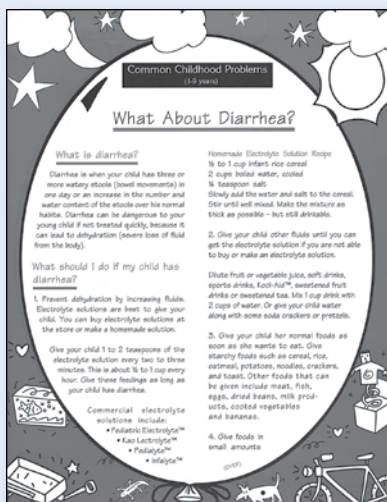 Common Childhood Problems
(1-9 years)
What About Diarrhea?
What is diarrhea?
Diarrhea is when your child has three or
more watery stools (bowel movements) in
one day or an increase in the number and
water content of the stools over his normal
habits. Diarrhea can be dangerous to your
young child if not treated quickly, because it
can lead to dehydration (severe loss of fluid
from the body).
What should I do if my child has
diarrhea?
1. Prevent dehydration by increasing fluids.
Electrolyte solutions are best to give your
child. You can buy electrolyte solutions at
the store or make a homemade solution.
Give your child 1 to 2 teaspoons of the
electrolyte solution every two to three
minutes. This is about ½ to 1 cup every
hour. Give these feedings as long as
your child has diarrhea.
Commercial electrolyte
solutions include:
• Pediatric Electrolyte™
• Kao Lectrolyte™
• Pedialyte™
• Infalyte™
Homemade Electrolyte Solution Recipe
½ to 1 cup infant rice cereal
2 cups boiled water, cooled
¼ teaspoon salt
Slowly add the water and salt to the cereal.
Stir until well mixed. Make the mixture as
thick as possible – but still drinkable.
2. Give your child other fluids until you can
get the electrolyte solution if you are not able
to buy or make an electrolyte solution.
Dilute fruit or vegetable juice, soft drinks,
sports drinks, Kool-Aid™, sweetened fruit
drinks or sweetened tea. Mix 1 cup drink with
2 cups of water. Or give your child water
along with some soda crackers or pretzels.
3. Give your child her normal foods as
soon as she wants to eat. Give
starchy foods such as cereal, rice,
oatmeal, potatoes, noodles, crackers,
and toast. Other foods that can
be given include meat, fish,
eggs, dried beans, milk prod-
ucts, cooked vegetables
and bananas.
4. Give foods in
small amounts
(OVER)